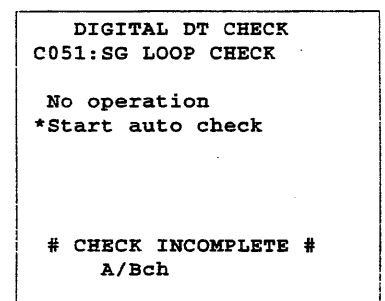 DIGITAL DT CHECK
C051:SG LOOP CHECK
No operation
*Start auto check
# CHECK INCOMPLETE #
A/Bch